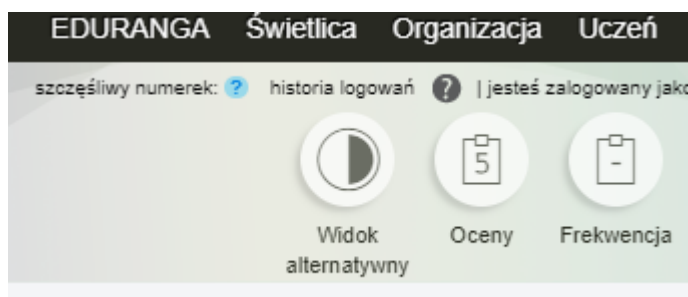 EDURANGA Świetlica Organizacja Uczeń
szczęśliwy numerek: ? historia logowań ? | jesteś zalogowany jako
5 -
Widok Oceny Frekwencja
alternatywny